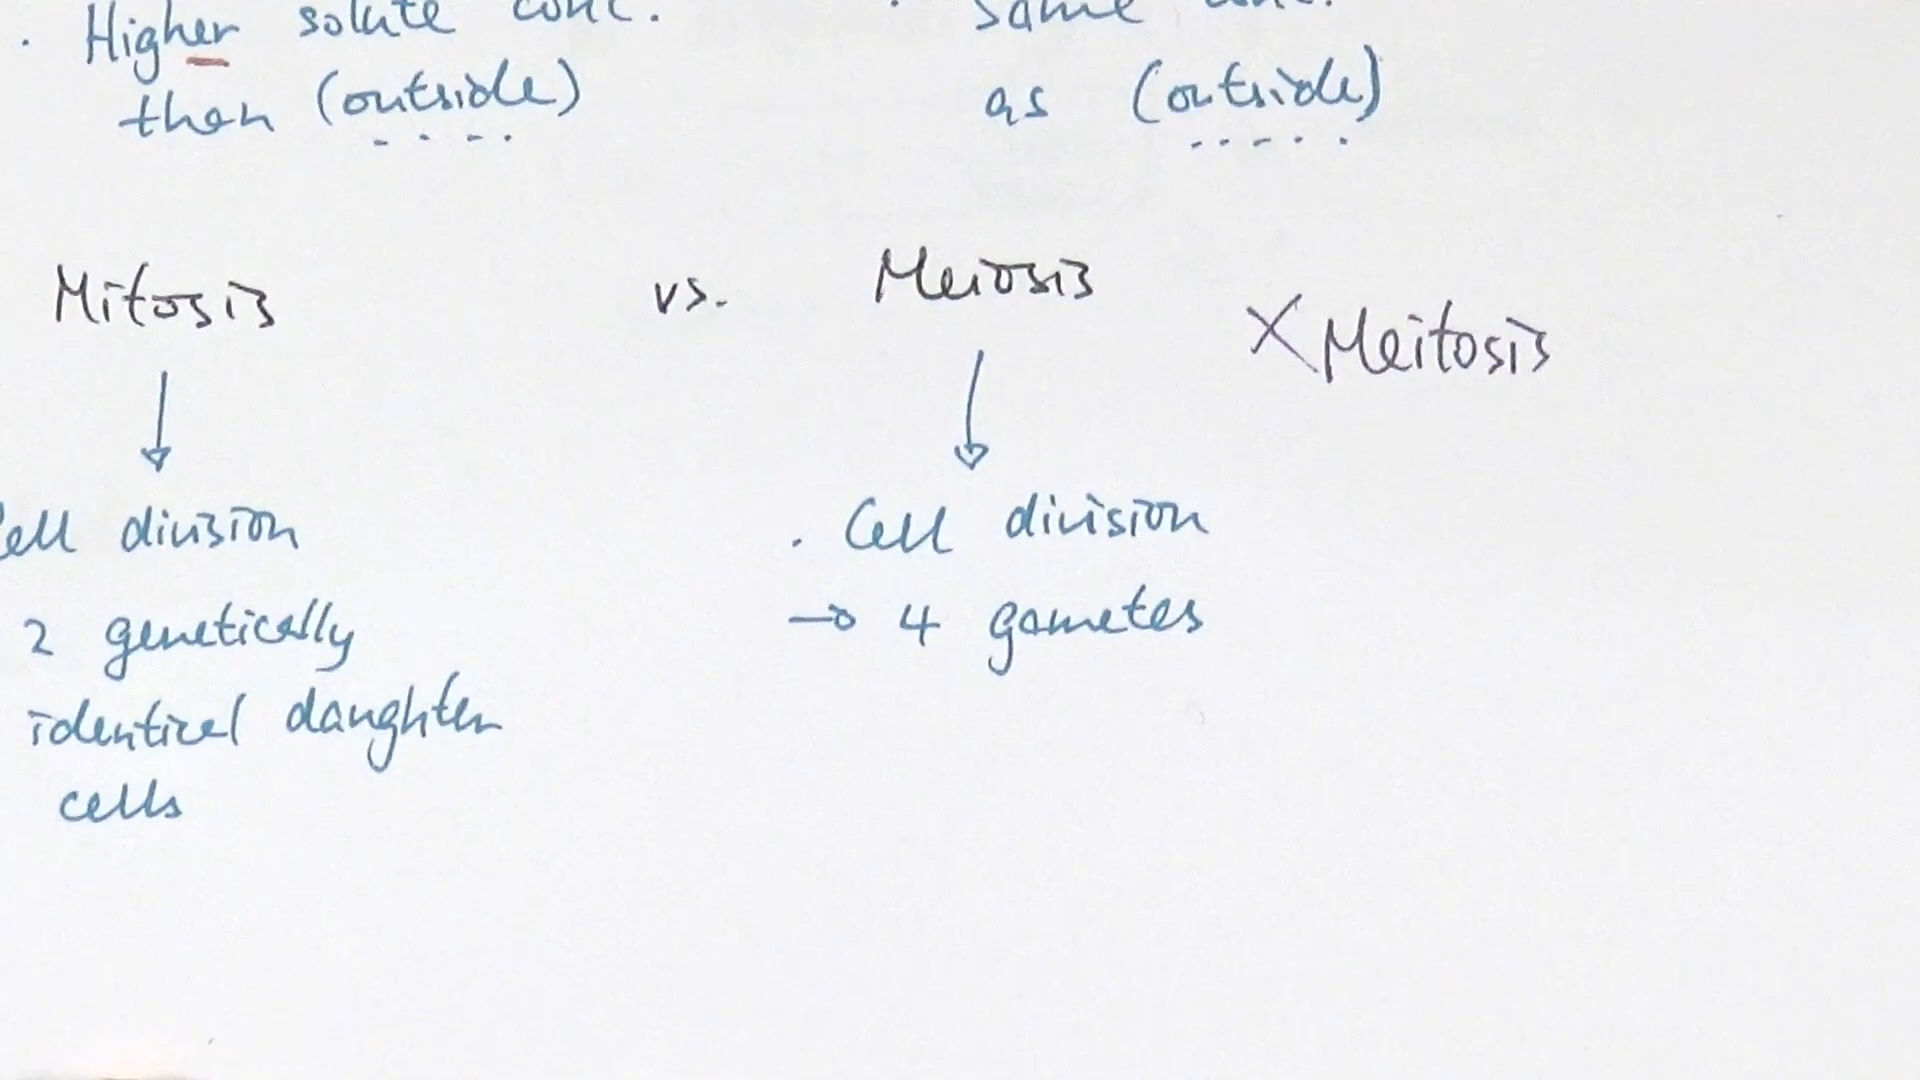 · Higher solute conc. · same conc.
than (outside) as (outside)
Mitosis vs. Meiosis
X Meitosis
Cell division · Cell division
2 genetically → 4 gametes
identical daughter
cells